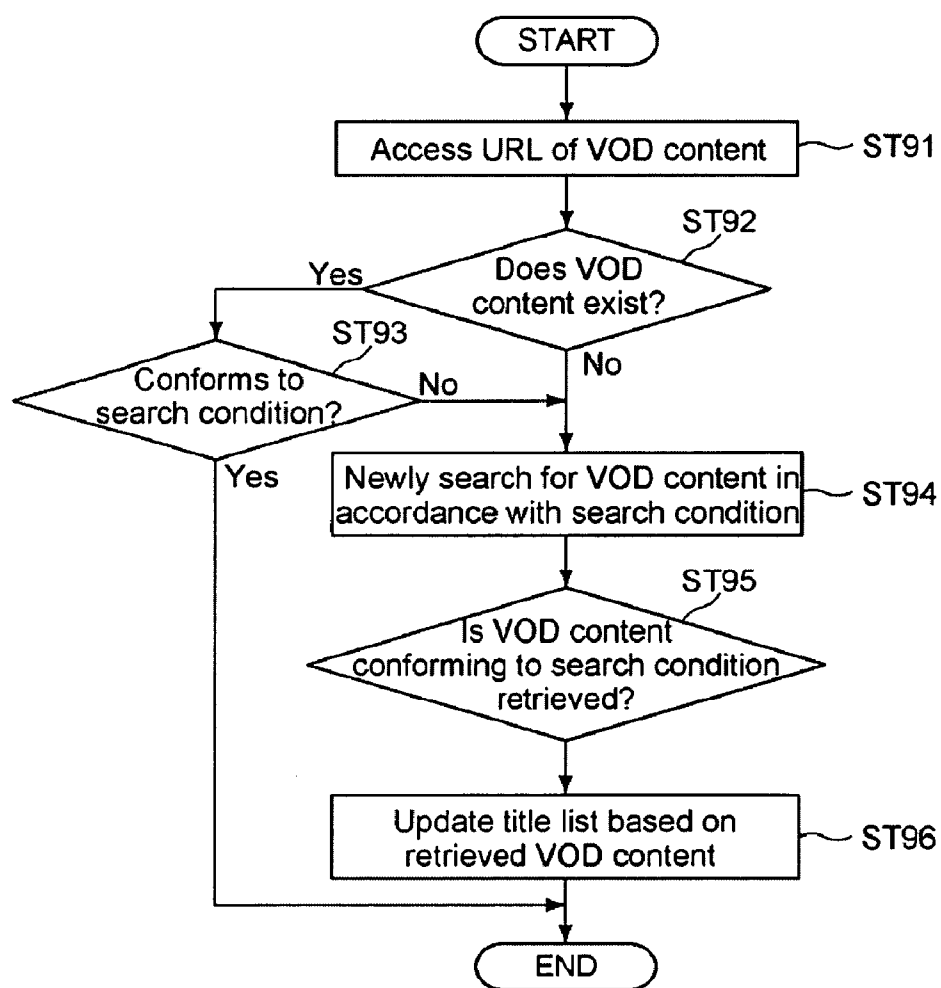 START
Access URL of VOD content
ST91
ST92
Does VOD
content exist?
Yes
No
ST93
Conforms to
search condition?
No
Yes
Newly search for VOD content in
accordance with search condition
ST94
ST95
Is VOD content
conforming to search condition
retrieved?
Update title list based on
retrieved VOD content
ST96
END